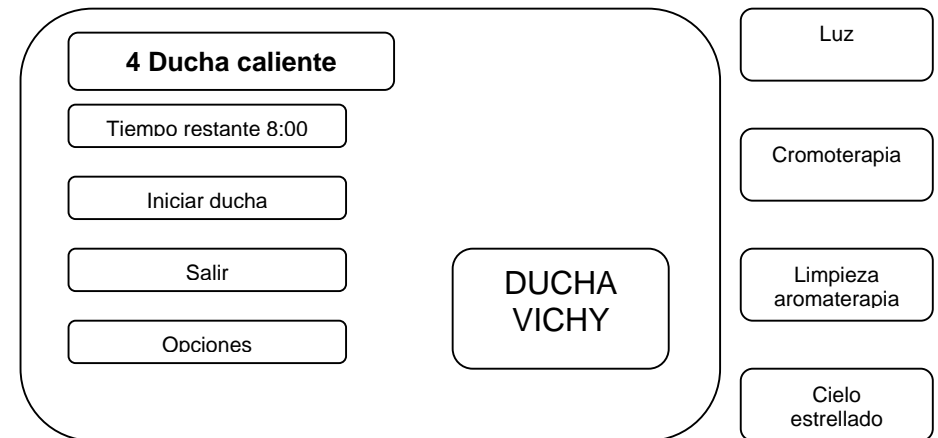 4 Ducha caliente
Tiempo restante 8:00
Iniciar ducha
Salir
Opciones
DUCHA
VICHY
Luz
Cromoterapia
Limpieza
aromaterapia
Cielo
estrellado